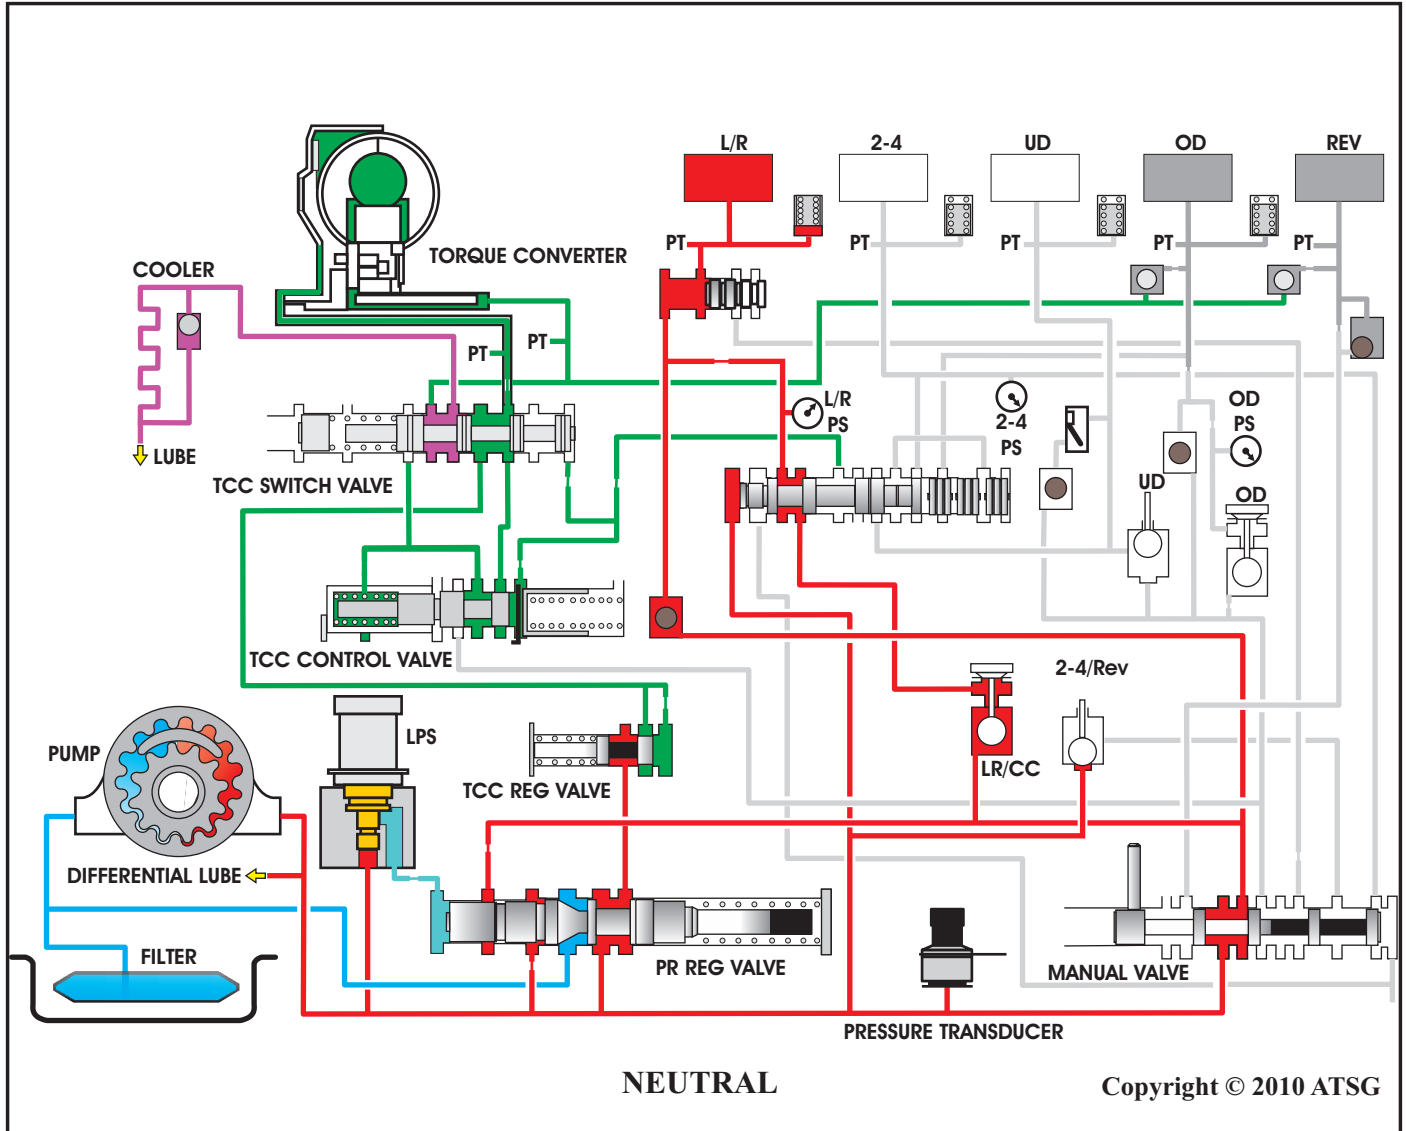 L/R
2-4
UD
OD
REV
PT
PT
PT
PT
PT
TORQUE CONVERTER
COOLER
PT
PT
L/R
PS
2-4
PS
OD
PS
LUBE
TCC SWITCH VALVE
UD
OD
TCC CONTROL VALVE
2-4/Rev
LPS
PUMP
LR/CC
TCC REG VALVE
DIFFERENTIAL LUBE
FILTER
PR REG VALVE
MANUAL VALVE
PRESSURE TRANSDUCER
NEUTRAL
Copyright © 2010 ATSG